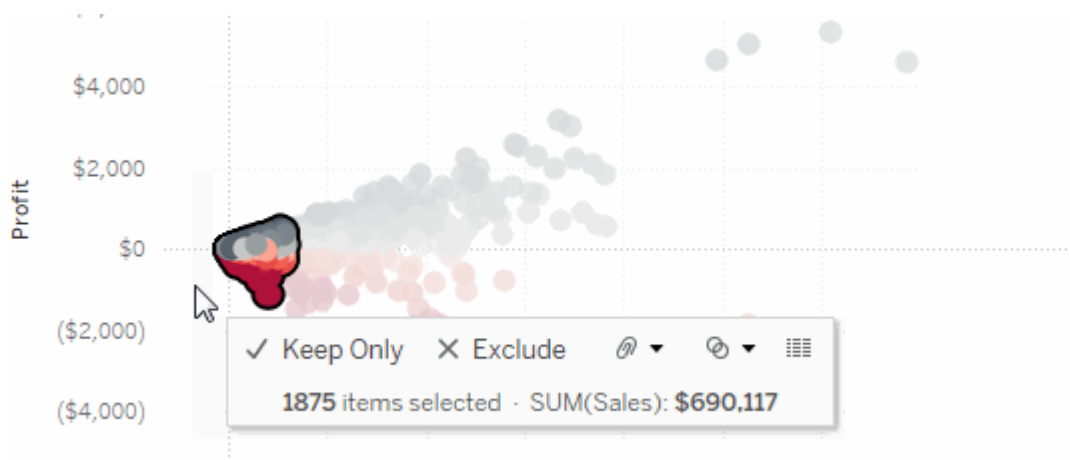 $4,000
$2,000
Profit
$0
($2,000)
Keep Only Exclude
1875 items selected · SUM(Sales): $690,117
($4,000)